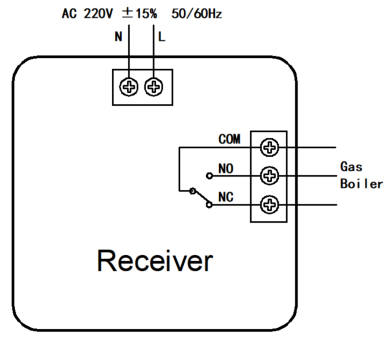 AC 220V ±15% 50/60Hz
N L
COM
NO
Gas
Boiler
NC
Receiver